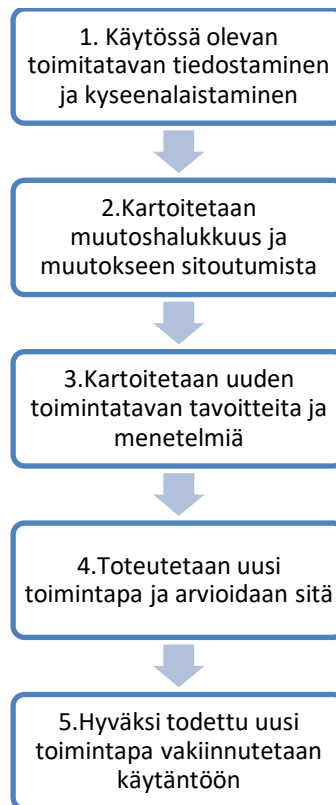 1. Käytössä olevan
toimitatavan tiedostaminen
ja kyseenalaistaminen
2.Kartoitetaan
muutoshalukkuus ja
muutokseen sitoutumista
3.Kartoitetaan uuden
toimintatavan tavoitteita ja
menetelmiä
4.Toteutetaan uusi
toimintapa ja arvioidaan sitä
5.Hyväksi todettu uusi
toimintapa vakiinnutetaan
käytäntöön